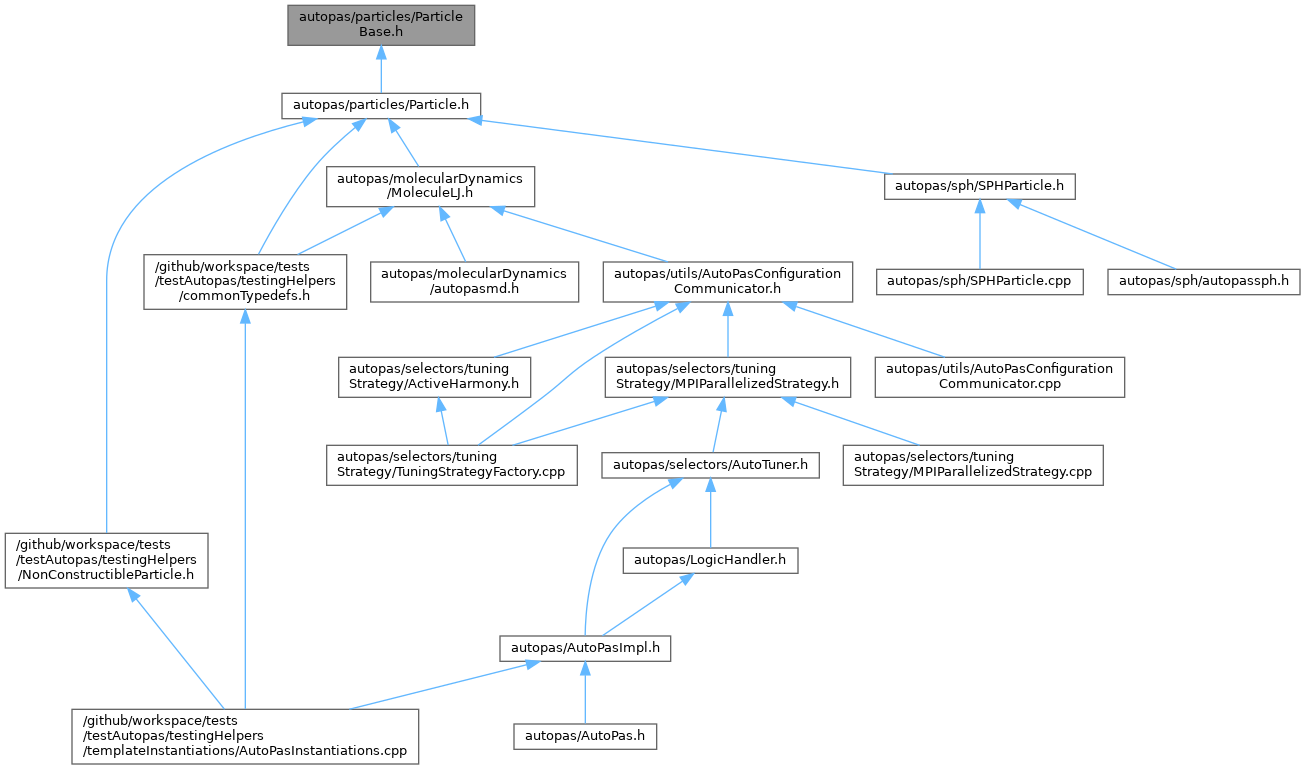 autopas/particles/Particle
Base.h
autopas/particles/Particle.h
autopas/molecularDynamics
/MoleculeLJ.h
autopas/sph/SPHParticle.h
/github/workspace/tests
/testAutopas/testingHelpers
/commonTypedefs.h
autopas/molecularDynamics
/autopasmd.h
autopas/utils/AutoPasConfiguration
Communicator.h
autopas/sph/SPHParticle.cpp
autopas/sph/autopassph.h
autopas/selectors/tuning
Strategy/ActiveHarmony.h
autopas/selectors/tuning
Strategy/MPIParallelizedStrategy.h
autopas/utils/AutoPasConfiguration
Communicator.cpp
autopas/selectors/tuning
Strategy/TuningStrategyFactory.cpp
autopas/selectors/AutoTuner.h
autopas/selectors/tuning
Strategy/MPIParallelizedStrategy.cpp
/github/workspace/tests
/testAutopas/testingHelpers
/NonConstructibleParticle.h
autopas/LogicHandler.h
autopas/AutoPasImpl.h
/github/workspace/tests
/testAutopas/testingHelpers
/templateInstantiations/AutoPasInstantiations.cpp
autopas/AutoPas.h